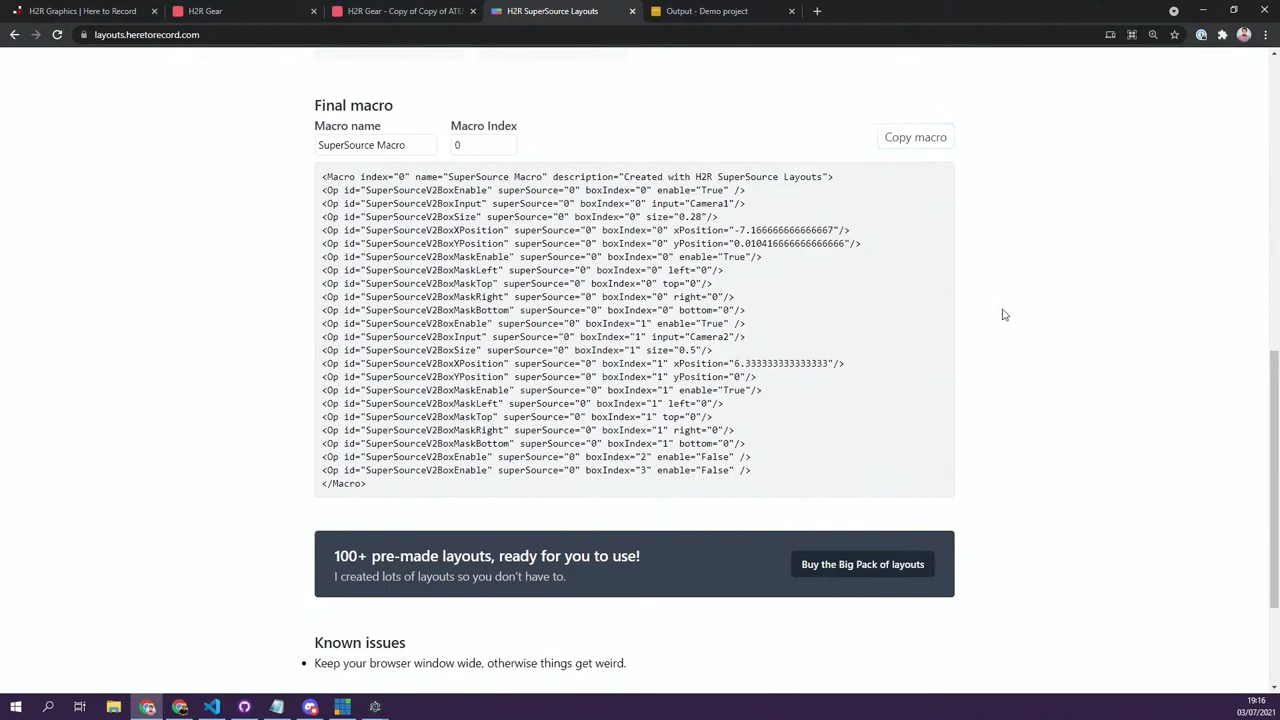 H2R Graphics | Here to Record
H2R Gear
H2R Gear - Copy of Copy of ATE
H2R SuperSource Layouts
Output - Demo project
layouts.heretorecord.com
Final macro
Macro name
Macro Index
SuperSource Macro
0
Copy macro
<Macro index="0" name="SuperSource Macro" description="Created with H2R SuperSource Layouts">
<Op id="SuperSourceV2BoxEnable" superSource="0" boxIndex="0" enable="True" />
<Op id="SuperSourceV2BoxInput" superSource="0" boxIndex="0" input="Camera1"/>
<Op id="SuperSourceV2BoxSize" superSource="0" boxIndex="0" size="0.28"/>
<Op id="SuperSourceV2BoxXPosition" superSource="0" boxIndex="0" xPosition="-7.166666666666667"/>
<Op id="SuperSourceV2BoxYPosition" superSource="0" boxIndex="0" yPosition="0.010416666666666666"/>
<Op id="SuperSourceV2BoxMaskEnable" superSource="0" boxIndex="0" enable="True"/>
<Op id="SuperSourceV2BoxMaskLeft" superSource="0" boxIndex="0" left="0"/>
<Op id="SuperSourceV2BoxMaskTop" superSource="0" boxIndex="0" top="0"/>
<Op id="SuperSourceV2BoxMaskRight" superSource="0" boxIndex="0" right="0"/>
<Op id="SuperSourceV2BoxMaskBottom" superSource="0" boxIndex="0" bottom="0"/>
<Op id="SuperSourceV2BoxEnable" superSource="0" boxIndex="1" enable="True" />
<Op id="SuperSourceV2BoxInput" superSource="0" boxIndex="1" input="Camera2"/>
<Op id="SuperSourceV2BoxSize" superSource="0" boxIndex="1" size="0.5"/>
<Op id="SuperSourceV2BoxXPosition" superSource="0" boxIndex="1" xPosition="6.333333333333333"/>
<Op id="SuperSourceV2BoxYPosition" superSource="0" boxIndex="1" yPosition="0"/>
<Op id="SuperSourceV2BoxMaskEnable" superSource="0" boxIndex="1" enable="True"/>
<Op id="SuperSourceV2BoxMaskLeft" superSource="0" boxIndex="1" left="0"/>
<Op id="SuperSourceV2BoxMaskTop" superSource="0" boxIndex="1" top="0"/>
<Op id="SuperSourceV2BoxMaskRight" superSource="0" boxIndex="1" right="0"/>
<Op id="SuperSourceV2BoxMaskBottom" superSource="0" boxIndex="1" bottom="0"/>
<Op id="SuperSourceV2BoxEnable" superSource="0" boxIndex="2" enable="False" />
<Op id="SuperSourceV2BoxEnable" superSource="0" boxIndex="3" enable="False" />
</Macro>
100+ pre-made layouts, ready for you to use!
I created lots of layouts so you don't have to.
Buy the Big Pack of layouts
Known issues
Keep your browser window wide, otherwise things get weird.
19:16
03/07/2021